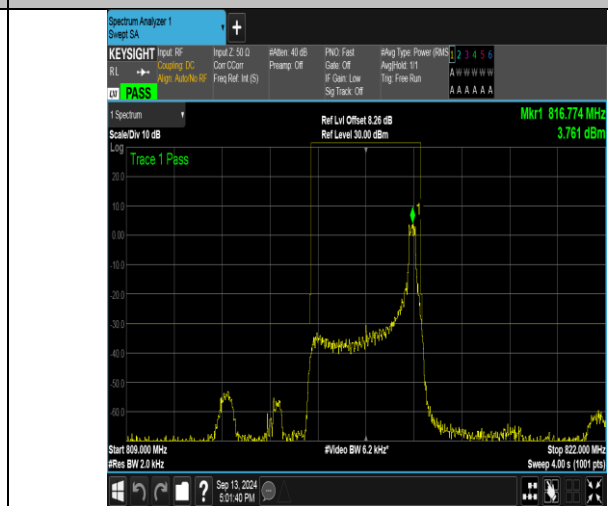 Spectrum Analyzer 1
Swept SA
+
KEYSIGHT Input: RF Input Z: 50 Ω #Atten: 40 dB PNO: Fast #Avg Type: Power (RMS 1 2 3 4 5 6
RL Coupling: DC Corr CCorr Preamp: Off Gate: Off Avg|Hold: 1/1 A W W W W W
Align: Auto/No RF Freq Ref: Int (S) IF Gain: Low Trig: Free Run
LXI PASS Sig Track: Off A A A A A A
1 Spectrum Ref Lvl Offset 8.26 dB Mkr1 816.774 MHz
Scale/Div 10 dB Ref Level 30.00 dBm 3.761 dBm
Log
Trace 1 Pass
20.0
10.0
1
0.00
-10.0
-20.0
-30.0
-40.0
-50.0
-60.0
Start 809.000 MHz #Video BW 6.2 kHz* Stop 822.000 MHz
#Res BW 2.0 kHz Sweep 4.00 s (1001 pts)
? Sep 13, 2024
5:01:40 PM